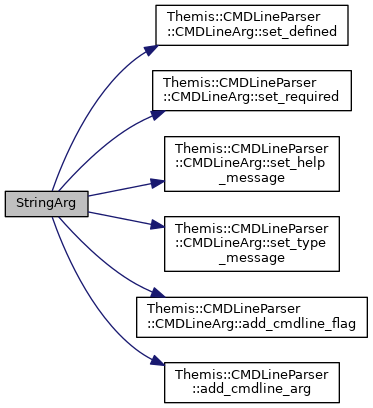 Themis::CMDLineParser
::CMDLineArg::set_defined
Themis::CMDLineParser
::CMDLineArg::set_required
Themis::CMDLineParser
::CMDLineArg::set_help
_message
StringArg
Themis::CMDLineParser
::CMDLineArg::set_type
_message
Themis::CMDLineParser
::CMDLineArg::add_cmdline_flag
Themis::CMDLineParser
::add_cmdline_arg